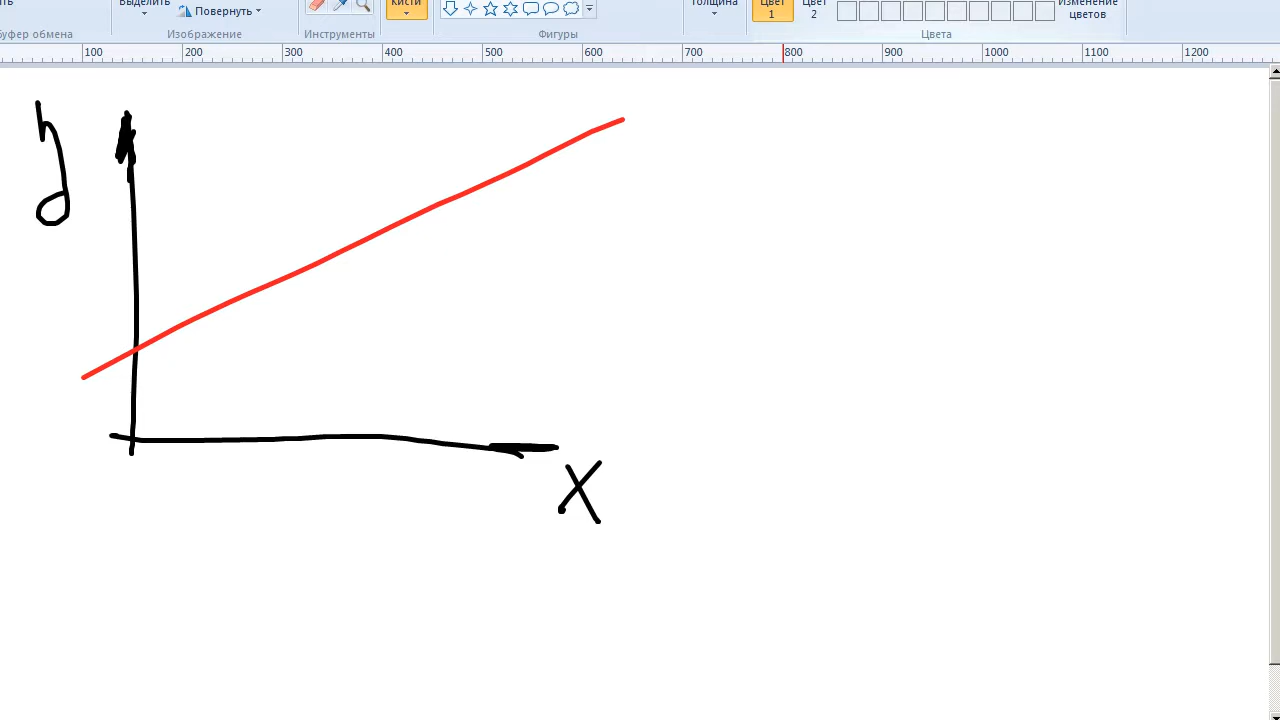 Выделить
Кисти
Толщина
Цвет
Цвет
Изменение
Повернуть
1
2
цветов
буфер обмена
Изображение
Инструменты
Фигуры
Цвета
100 200 300 400 500 600 700 800 900 1000 1100 1200
y
x